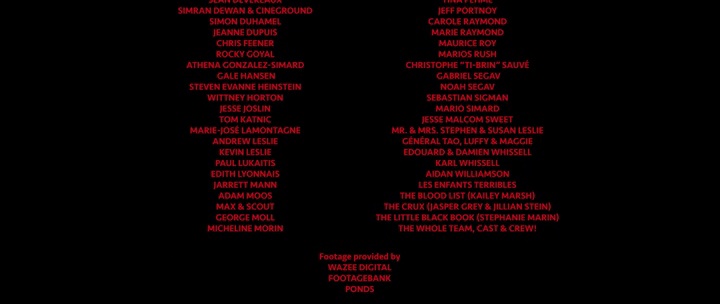 SIMRAN DEWAN & CINEGROUND
SIMON DUHAMEL
JEANNE DUPUIS
CHRIS FEENER
ROCKY GOYAL
ATHENA GONZALEZ-SIMARD
GALE HANSEN
STEVEN EVANNE HEINSTEIN
WITTNEY HORTON
JESSE JOSLIN
TOM KATNIC
MARIE-JOSÉ LAMONTAGNE
ANDREW LESLIE
KEVIN LESLIE
PAUL LUKAITIS
EDITH LYONNAIS
JARRETT MANN
ADAM MOOS
MAX & SCOUT
GEORGE MOLL
MICHELINE MORIN
JEFF PORTNOY
CAROLE RAYMOND
MARIE RAYMOND
MAURICE ROY
MARIOS RUSH
CHRISTOPHE "TI-BRIN" SAUVÉ
GABRIEL SEGAV
NOAH SEGAV
SEBASTIAN SIGMAN
MARIO SIMARD
JESSE MALCOM SWEET
MR. & MRS. STEPHEN & SUSAN LESLIE
GÉNÉRAL TAO, LUFFY & MAGGIE
EDOUARD & DAMIEN WHISSELL
KARL WHISSELL
AIDAN WILLIAMSON
LES ENFANTS TERRIBLES
THE BLOOD LIST (KAILEY MARSH)
THE CRUX (JASPER GREY & JILLIAN STEIN)
THE LITTLE BLACK BOOK (STEPHANIE MARIN)
THE WHOLE TEAM, CAST & CREW!
Footage provided by
WAZEE DIGITAL
FOOTAGEBANK
POND5